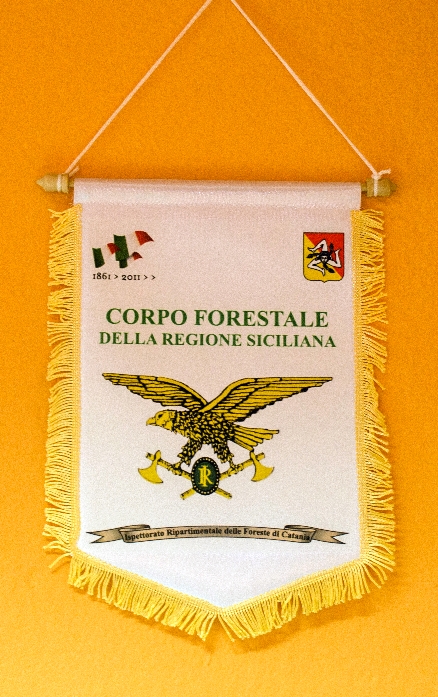 1861 > 2011 > >
CORPO FORESTALE
DELLA REGIONE SICILIANA
Ispettorato Ripartimentale delle Foreste di Catania